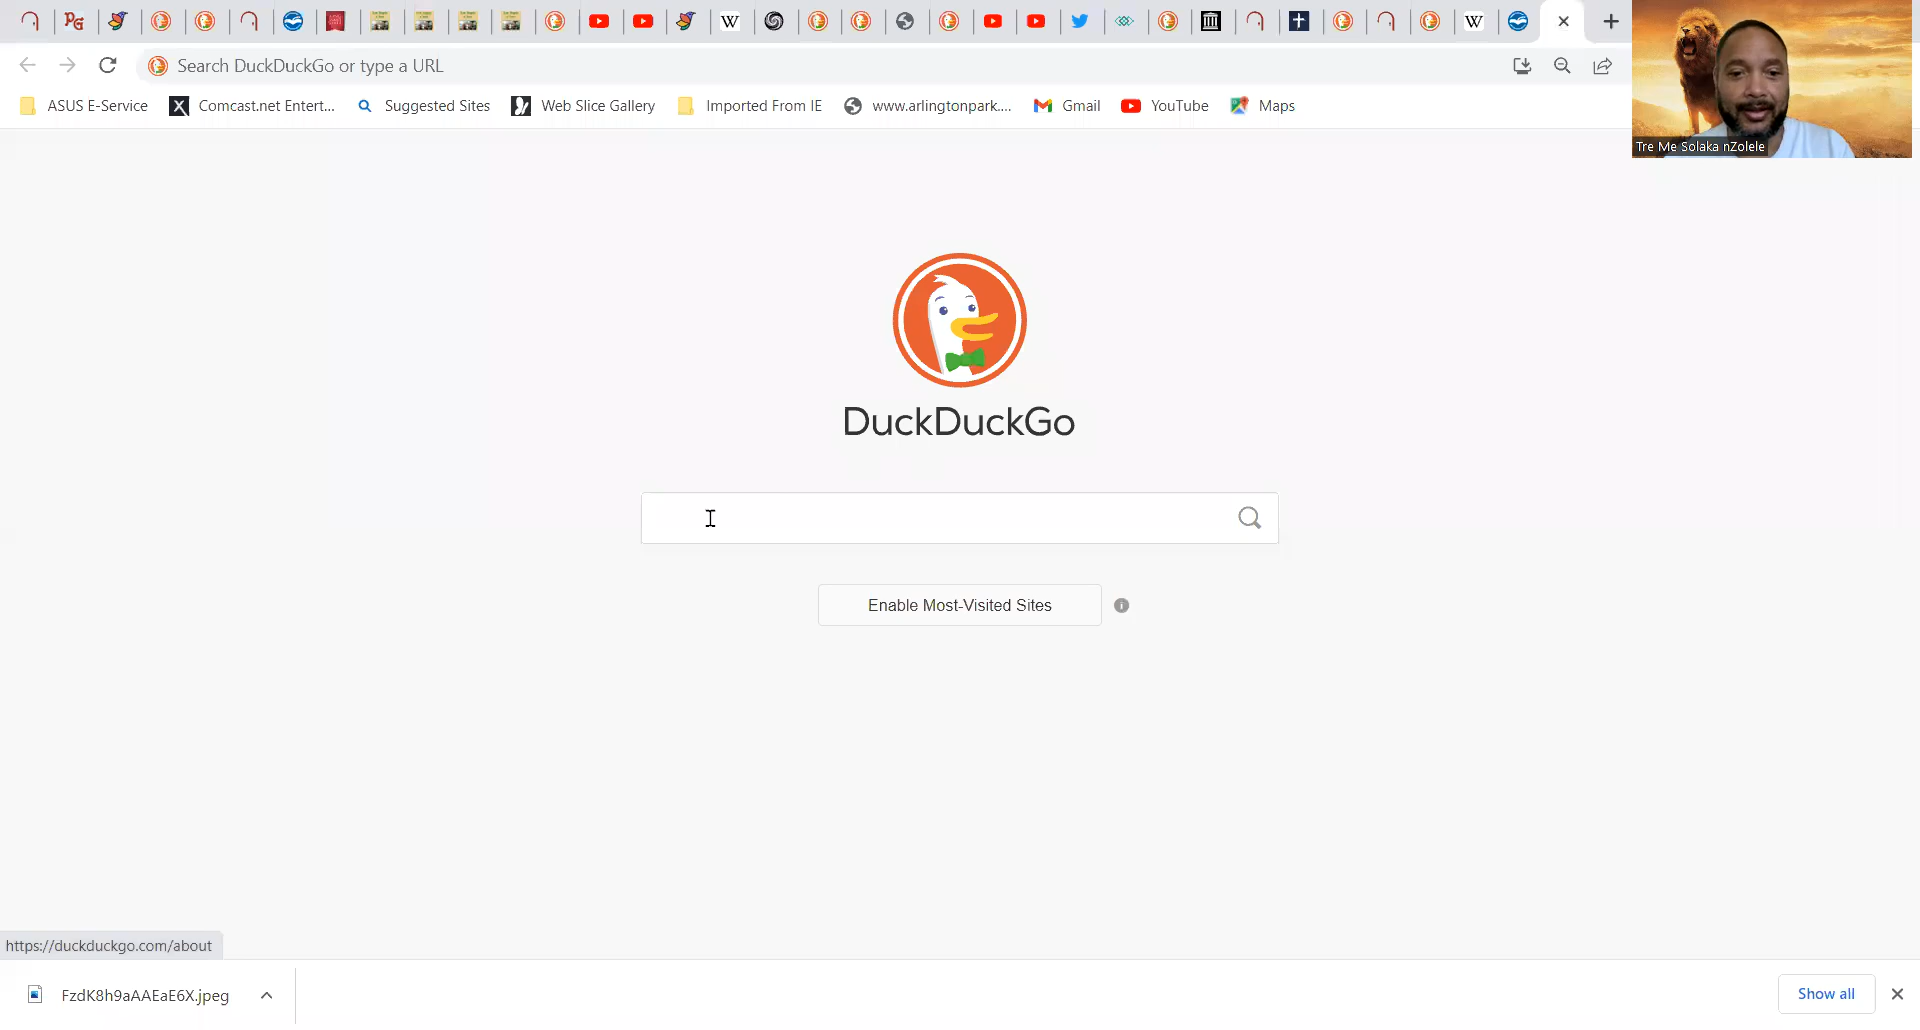 Search DuckDuckGo or type a URL
ASUS E-Service
Comcast.net Entert...
Suggested Sites
Web Slice Gallery
Imported From IE
www.arlingtonpark....
Gmail
YouTube
Maps
Tre Me Solaka nZolele
DuckDuckGo
Enable Most-Visited Sites
https://duckduckgo.com/about
FzdK8h9aAAEaE6X.jpeg
Show all